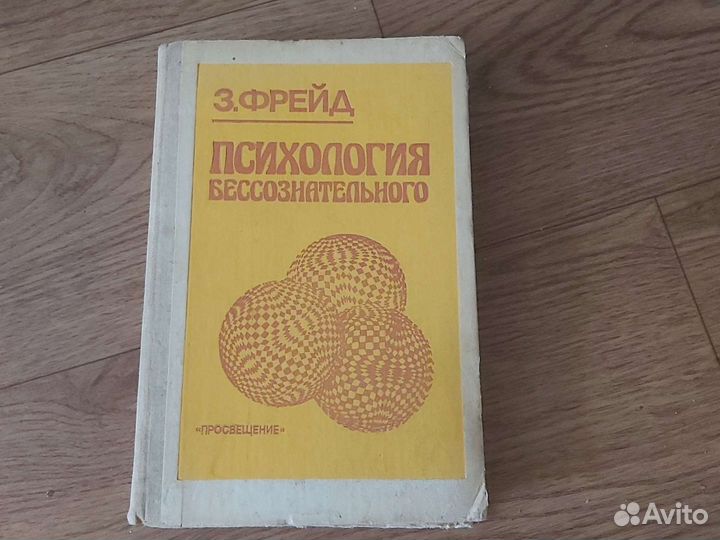 З. ФРЕЙД
ПСИХОЛОГИЯ
БЕССОЗНАТЕЛЬНОГО
«ПРОСВЕЩЕНИЕ»
Avito